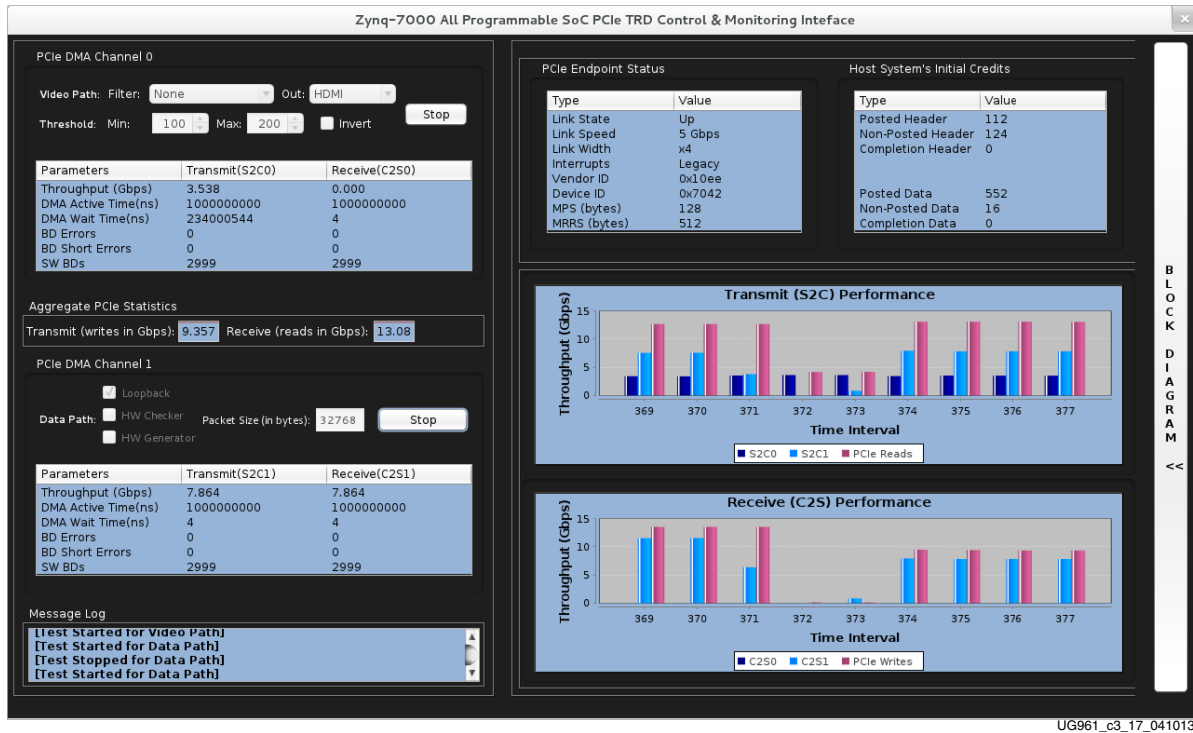 Zynq-7000 All Programmable SoC PCIe TRD Control & Monitoring Inteface
PCIe DMA Channel 0
Video Path: Filter: None Out: HDMI
Threshold: Min: 100 Max: 200 Invert
Stop
Parameters Transmit(S2C0) Receive(C2S0)
Throughput (Gbps) 3.538 0.000
DMA Active Time(ns) 1000000000 1000000000
DMA Wait Time(ns) 234000544 4
BD Errors 0 0
BD Short Errors 0 0
SW BDs 2999 2999
Aggregate PCIe Statistics
Transmit (writes in Gbps): 9.357 Receive (reads in Gbps): 13.08
PCIe DMA Channel 1
Loopback
Data Path: HW Checker Packet Size(in bytes): 32768 Stop
HW Generator
Parameters Transmit(S2C1) Receive(C2S1)
Throughput (Gbps) 7.864 7.864
DMA Active Time(ns) 1000000000 1000000000
DMA Wait Time(ns) 4 4
BD Errors 0 0
BD Short Errors 0 0
SW BDs 2999 2999
Message Log
[Test Started for Video Path]
[Test Started for Data Path]
[Test Stopped for Data Path]
[Test Started for Data Path]
PCIe Endpoint Status
Type Value
Link State Up
Link Speed 5 Gbps
Link Width x4
Interrupts Legacy
Vendor ID 0x10ee
Device ID 0x7042
MPS (bytes) 128
MRRS (bytes) 512
Host System's Initial Credits
Type Value
Posted Header 112
Non-Posted Header 124
Completion Header 0
Posted Data 552
Non-Posted Data 16
Completion Data 0
Transmit (S2C) Performance
Throughput (Gbps)
15
10
5
0
369 370 371 372 373 374 375 376 377
Time Interval
S2C0 S2C1 PCIe Reads
Receive (C2S) Performance
Throughput (Gbps)
15
10
5
0
369 370 371 372 373 374 375 376 377
Time Interval
C2S0 C2S1 PCIe Writes
BLOCK DIAGRAM <<
UG961_c3_17_041013